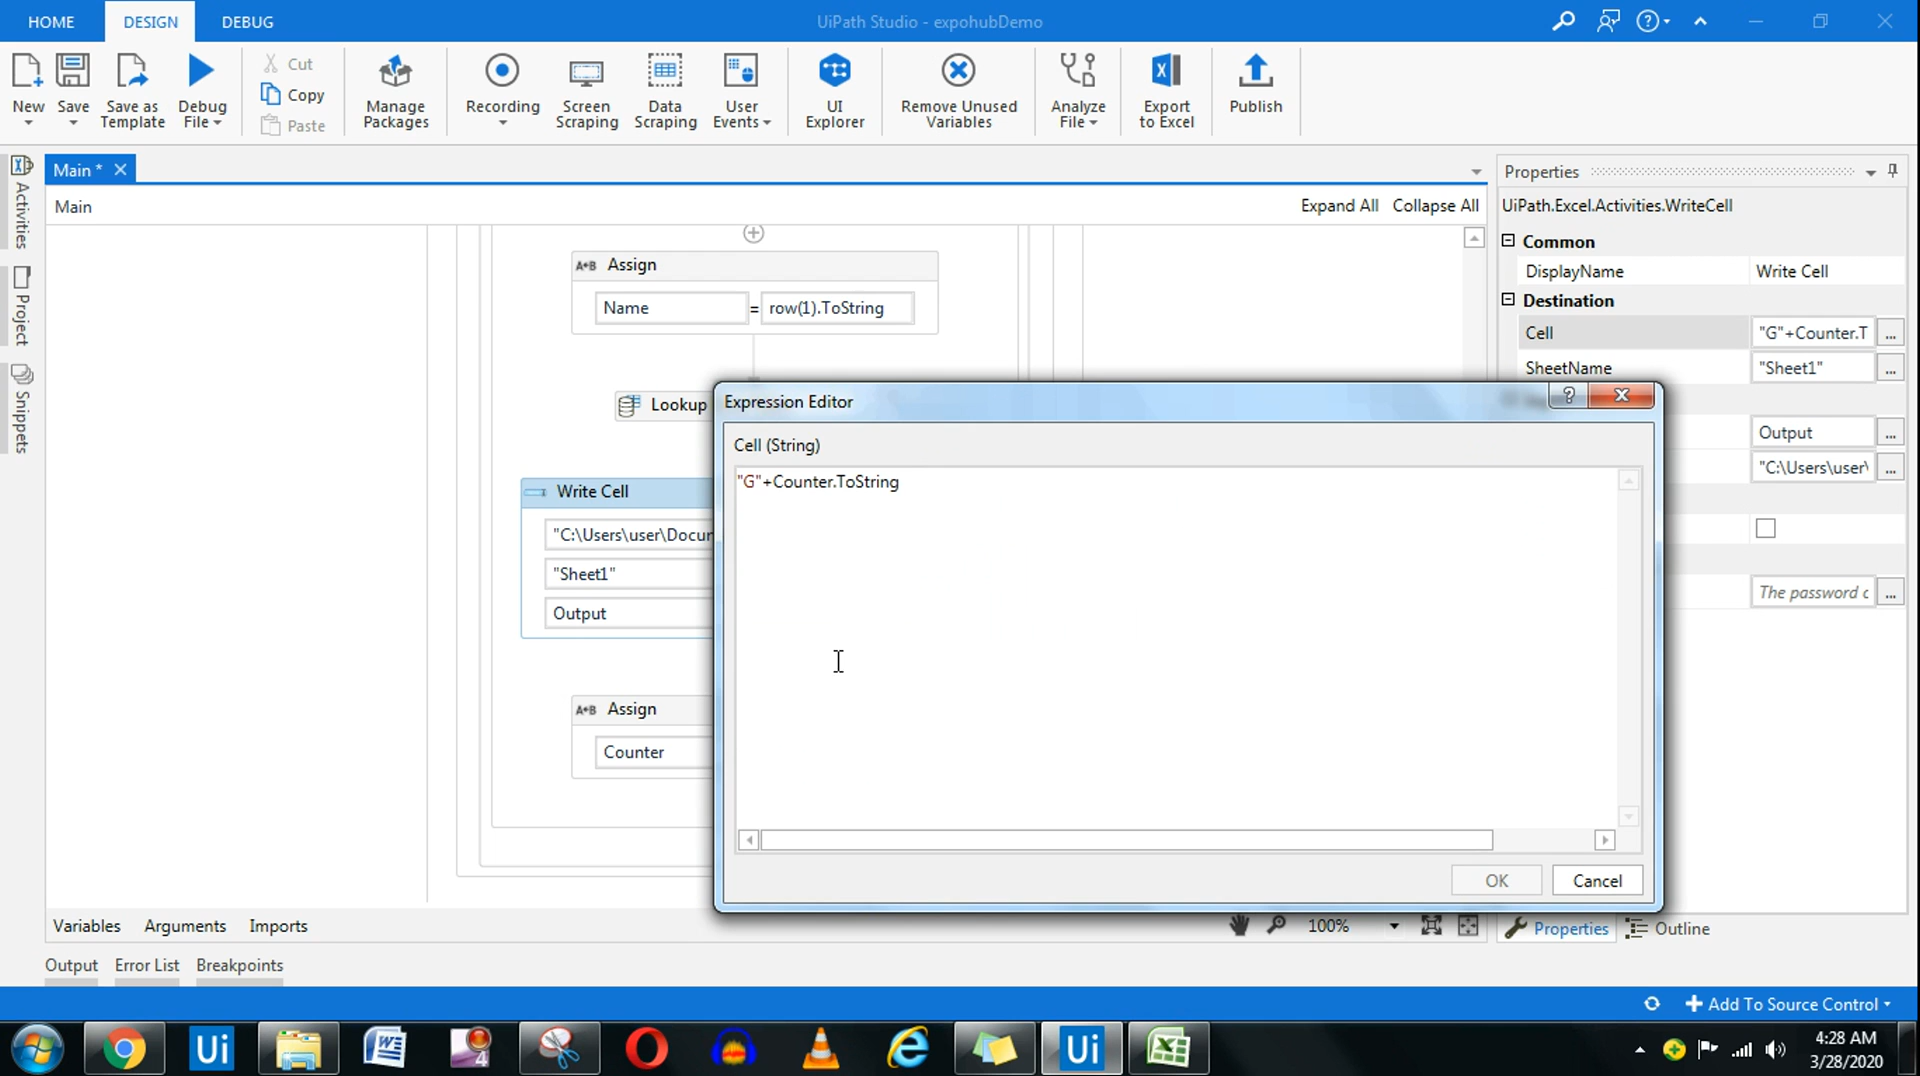 HOME
DESIGN
DEBUG
UiPath Studio - expohubDemo
New
Save
Save as Template
Debug File
Cut
Copy
Paste
Manage Packages
Recording
Screen Scraping
Data Scraping
User Events
UI Explorer
Remove Unused Variables
Analyze File
Export to Excel
Publish
Activities
Project
Snippets
Main *
Main
Expand All
Collapse All
A*B Assign
Name = row(1).ToString
Lookup
Write Cell
"C:\Users\user\Docum
"Sheet1"
Output
A*B Assign
Counter
Expression Editor
Cell (String)
"G"+Counter.ToString
OK
Cancel
Properties
UiPath.Excel.Activities.WriteCell
Common
DisplayName Write Cell
Destination
Cell "G"+Counter.T ...
SheetName "Sheet1" ...
Output ...
"C:\Users\user\ ...
The password c ...
Variables
Arguments
Imports
100%
Properties
Outline
Output
Error List
Breakpoints
Add To Source Control
Ui
4
Ui
4:28 AM
3/28/2020